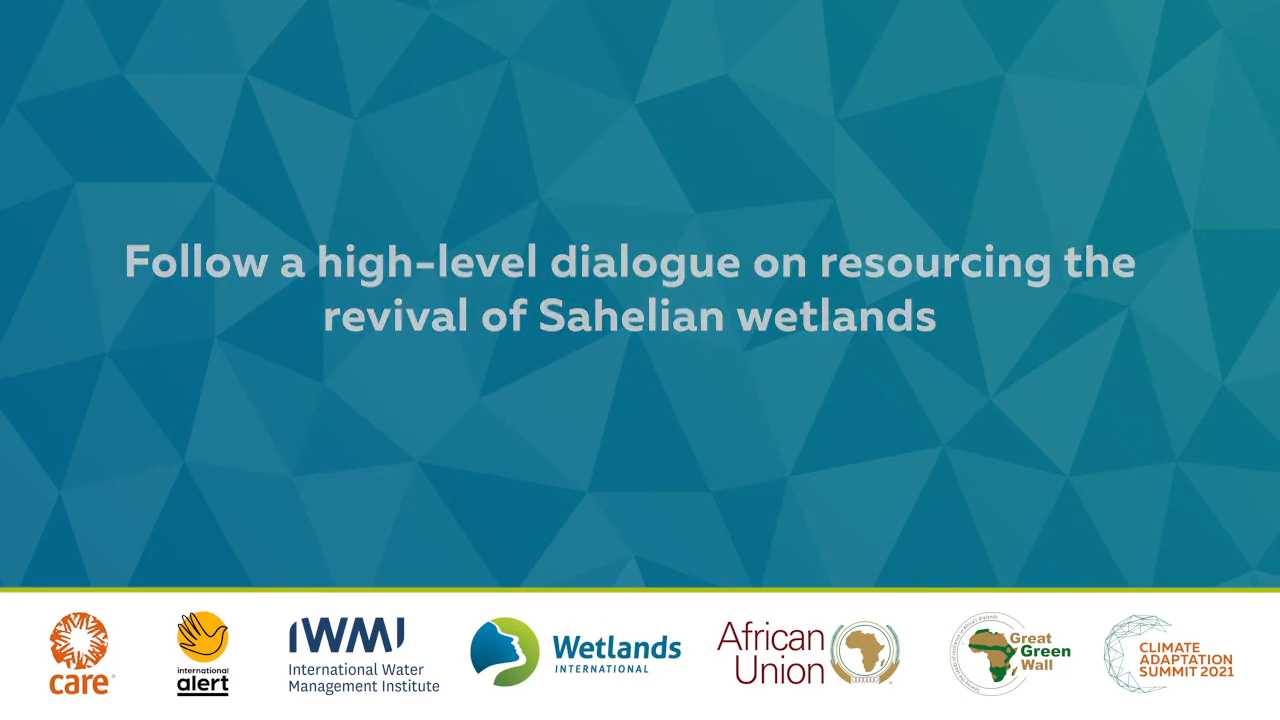 Follow a high-level dialogue on resourcing the
revival of Sahelian wetlands
care
international
alert
IWMI
International Water
Management Institute
Wetlands
INTERNATIONAL
African
Union
Great
Green
Wall
CLIMATE
ADAPTATION
SUMMIT 2021